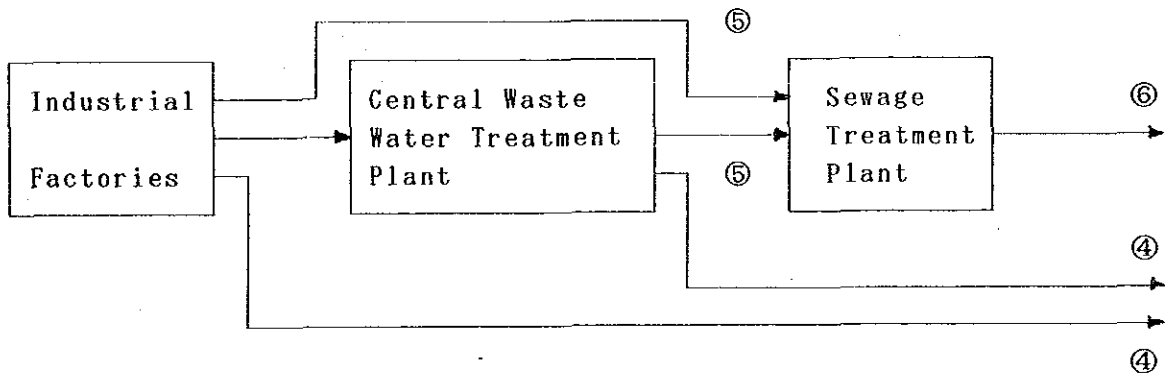 ⑤
Industrial
Factories
Central Waste
Water Treatment
Plant
⑤
Sewage
Treatment
Plant
⑥
④
④